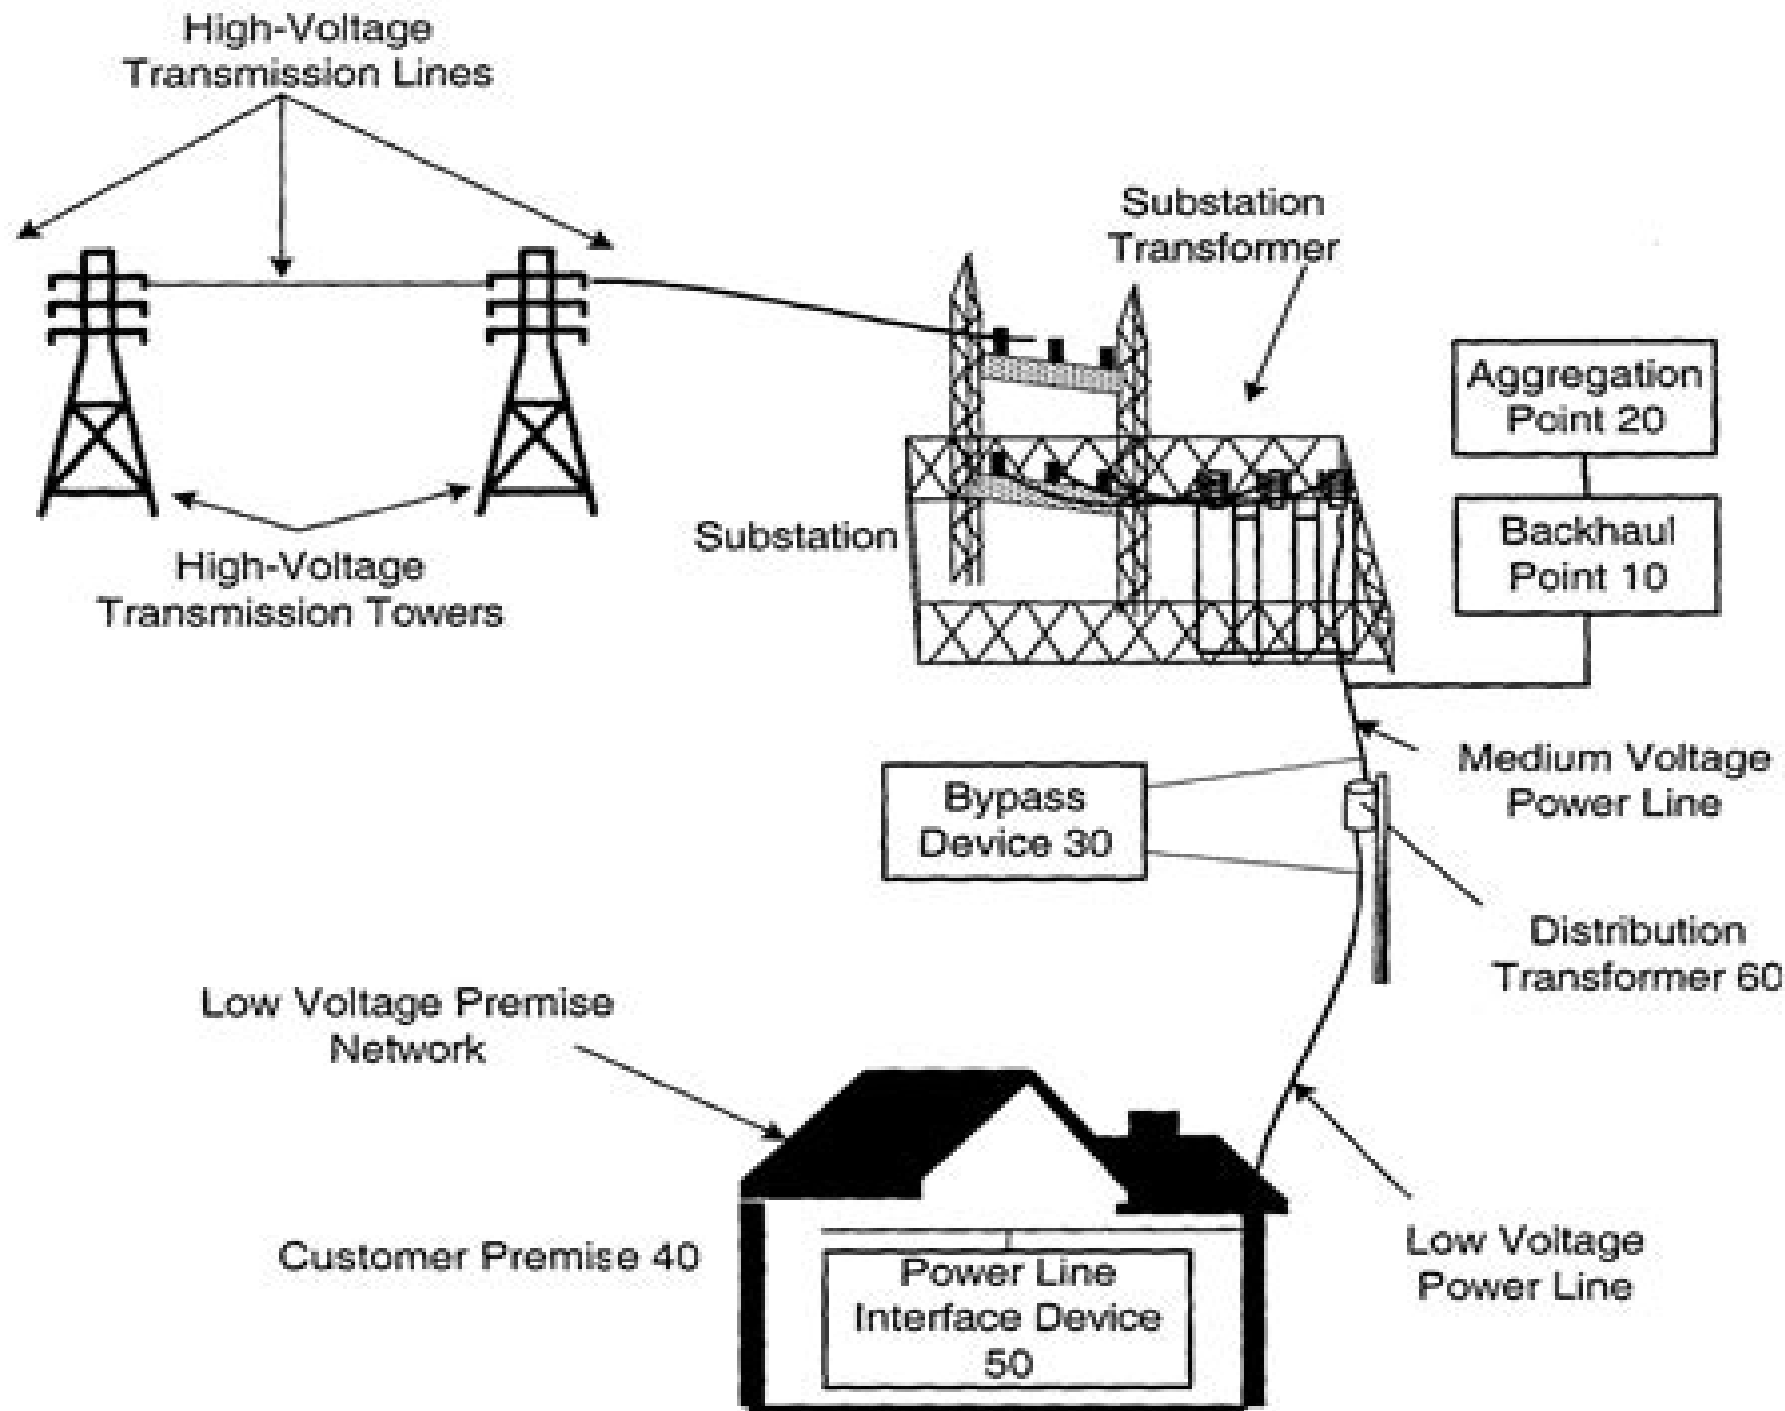 High-Voltage
Transmission Lines
Substation
Transformer
Aggregation
Point 20
Backhaul
Point 10
Substation
High-Voltage
Transmission Towers
Medium Voltage
Power Line
Bypass
Device 30
Distribution
Transformer 60
Low Voltage Premise
Network
Customer Premise 40
Power Line
Interface Device
50
Low Voltage
Power Line